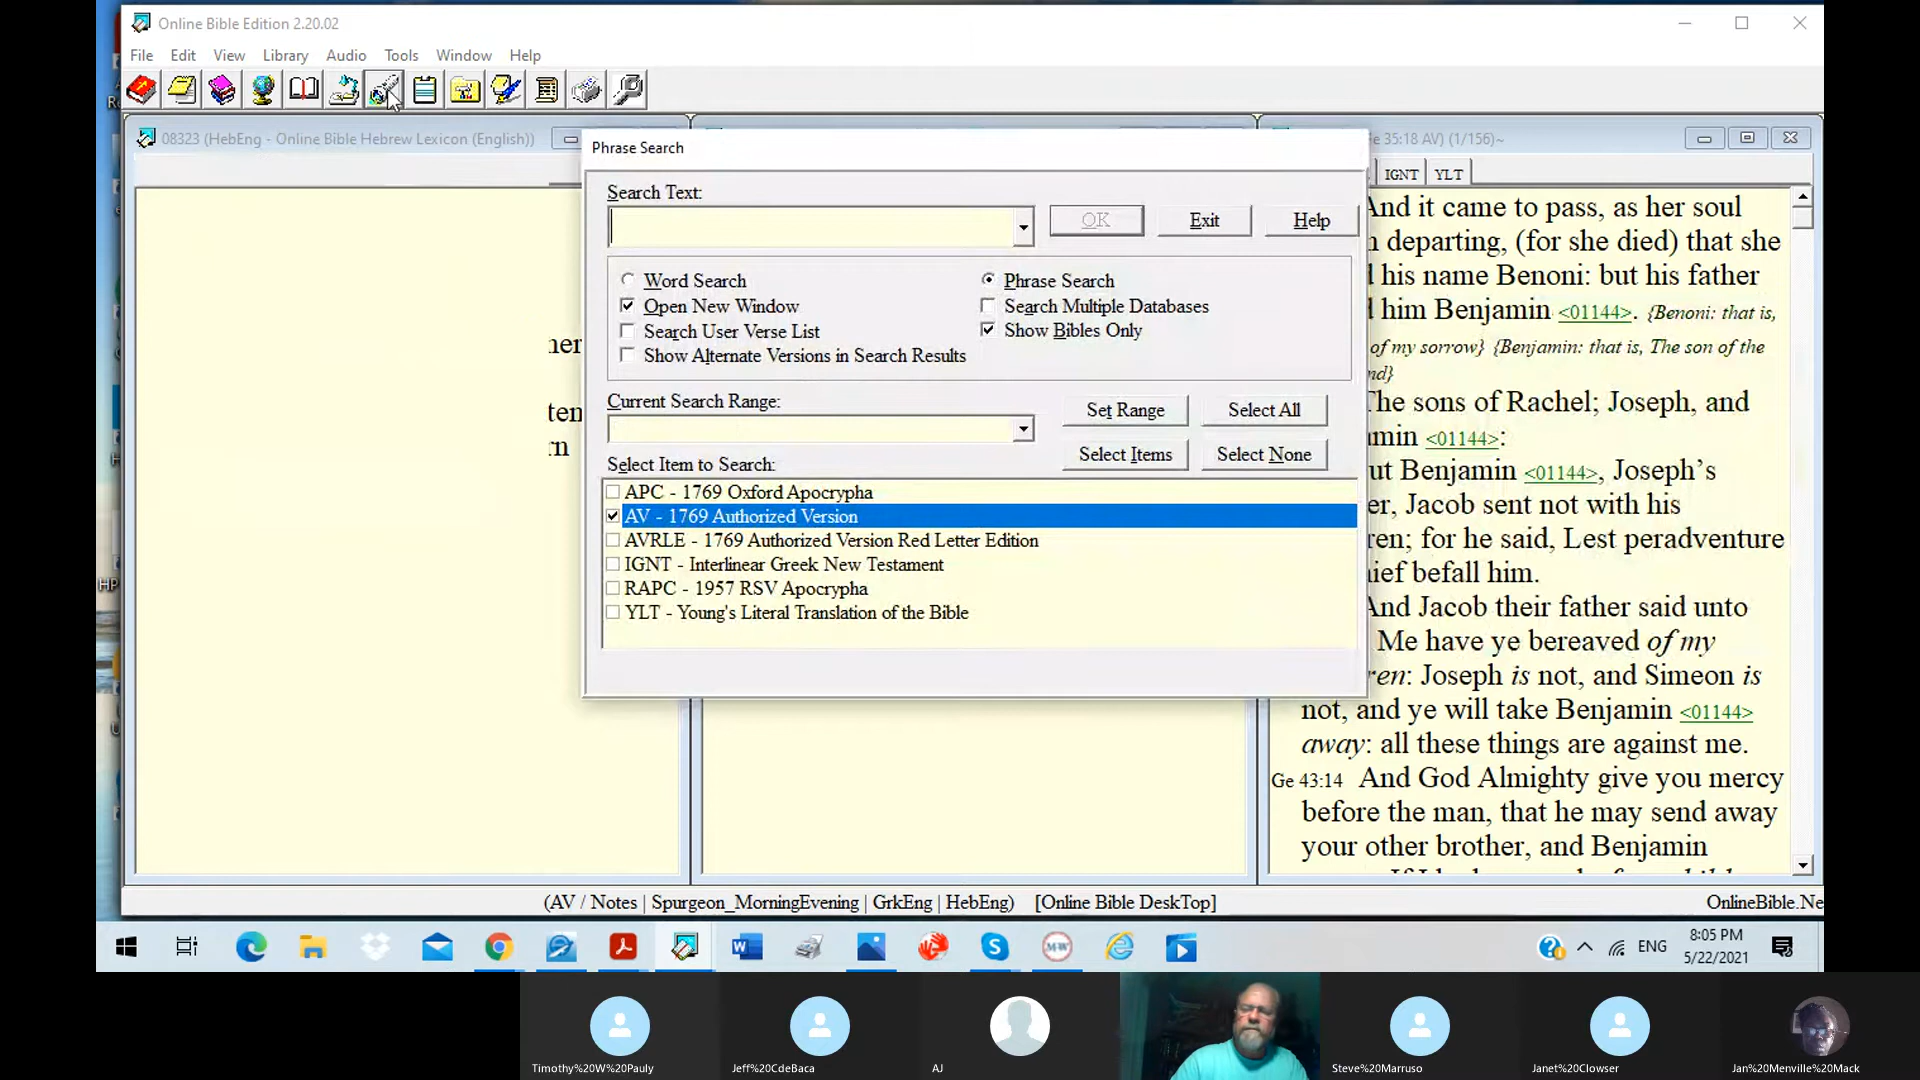 Online Bible Edition 2.20.02
File Edit View Library Audio Tools Window Help
08323 (HebEng - Online Bible Hebrew Lexicon (English))
Phrase Search
Ge 35:18 AV) (1/156)~
IGNT YLT
Search Text:
OK Exit Help
Word Search
Phrase Search
Open New Window
Search Multiple Databases
Search User Verse List
Show Bibles Only
Show Alternate Versions in Search Results
Current Search Range:
Set Range Select All
Select Items Select None
Select Item to Search:
APC - 1769 Oxford Apocrypha
AV - 1769 Authorized Version
AVRLE - 1769 Authorized Version Red Letter Edition
IGNT - Interlinear Greek New Testament
RAPC - 1957 RSV Apocrypha
YLT - Young's Literal Translation of the Bible
And it came to pass, as her soul
departing, (for she died) that she
his name Benoni: but his father
him Benjamin <01144>. {Benoni: that is,
of my sorrow} {Benjamin: that is, The son of the
The sons of Rachel; Joseph, and
<01144>:
Benjamin <01144>, Joseph's
Jacob sent not with his
for he said, Lest peradventure
befall him.
And Jacob their father said unto
Me have ye bereaved of my
Joseph is not, and Simeon is
not, and ye will take Benjamin <01144>
away: all these things are against me.
Ge 43:14 And God Almighty give you mercy
before the man, that he may send away
your other brother, and Benjamin
(AV / Notes | Spurgeon_MorningEvening | GrkEng | HebEng) [Online Bible DeskTop]
OnlineBible.Ne
ENG
8:05 PM
5/22/2021
Timothy%20W%20Pauly
Jeff%20CdeBaca
AJ
Steve%20Marruso
Janet%20Clowser
Jan%20Menville%20Mack